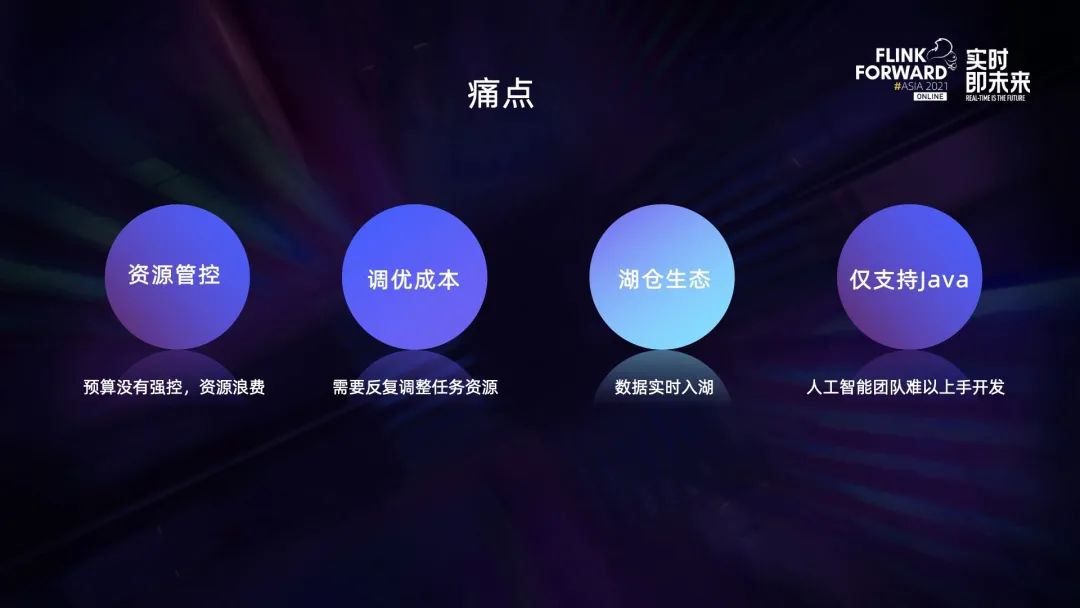 痛点
FLINK
FORWARD
#ASIA 2021
ONLINE
实时
即未来
REAL-TIME IS THE FUTURE
资源管控
调优成本
湖仓生态
仅支持Java
预算没有强控，资源浪费
需要反复调整任务资源
数据实时入湖
人工智能团队难以上手开发